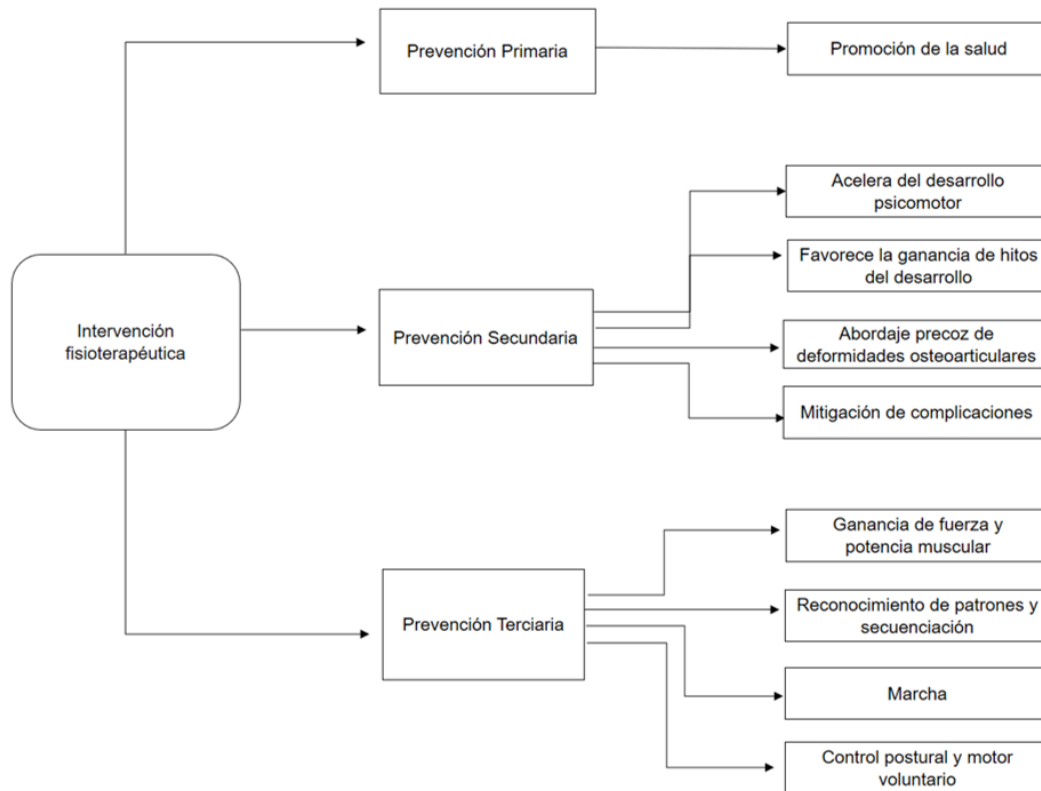 Prevención Primaria
Promoción de la salud
Intervención
fisioterapéutica
Prevención Secundaria
Acelera del desarrollo
psicomotor
Favorece la ganancia de hitos
del desarrollo
Abordaje precoz de
deformidades osteoarticulares
Mitigación de complicaciones
Prevención Terciaria
Ganancia de fuerza y
potencia muscular
Reconocimiento de patrones y
secuenciación
Marcha
Control postural y motor
voluntario